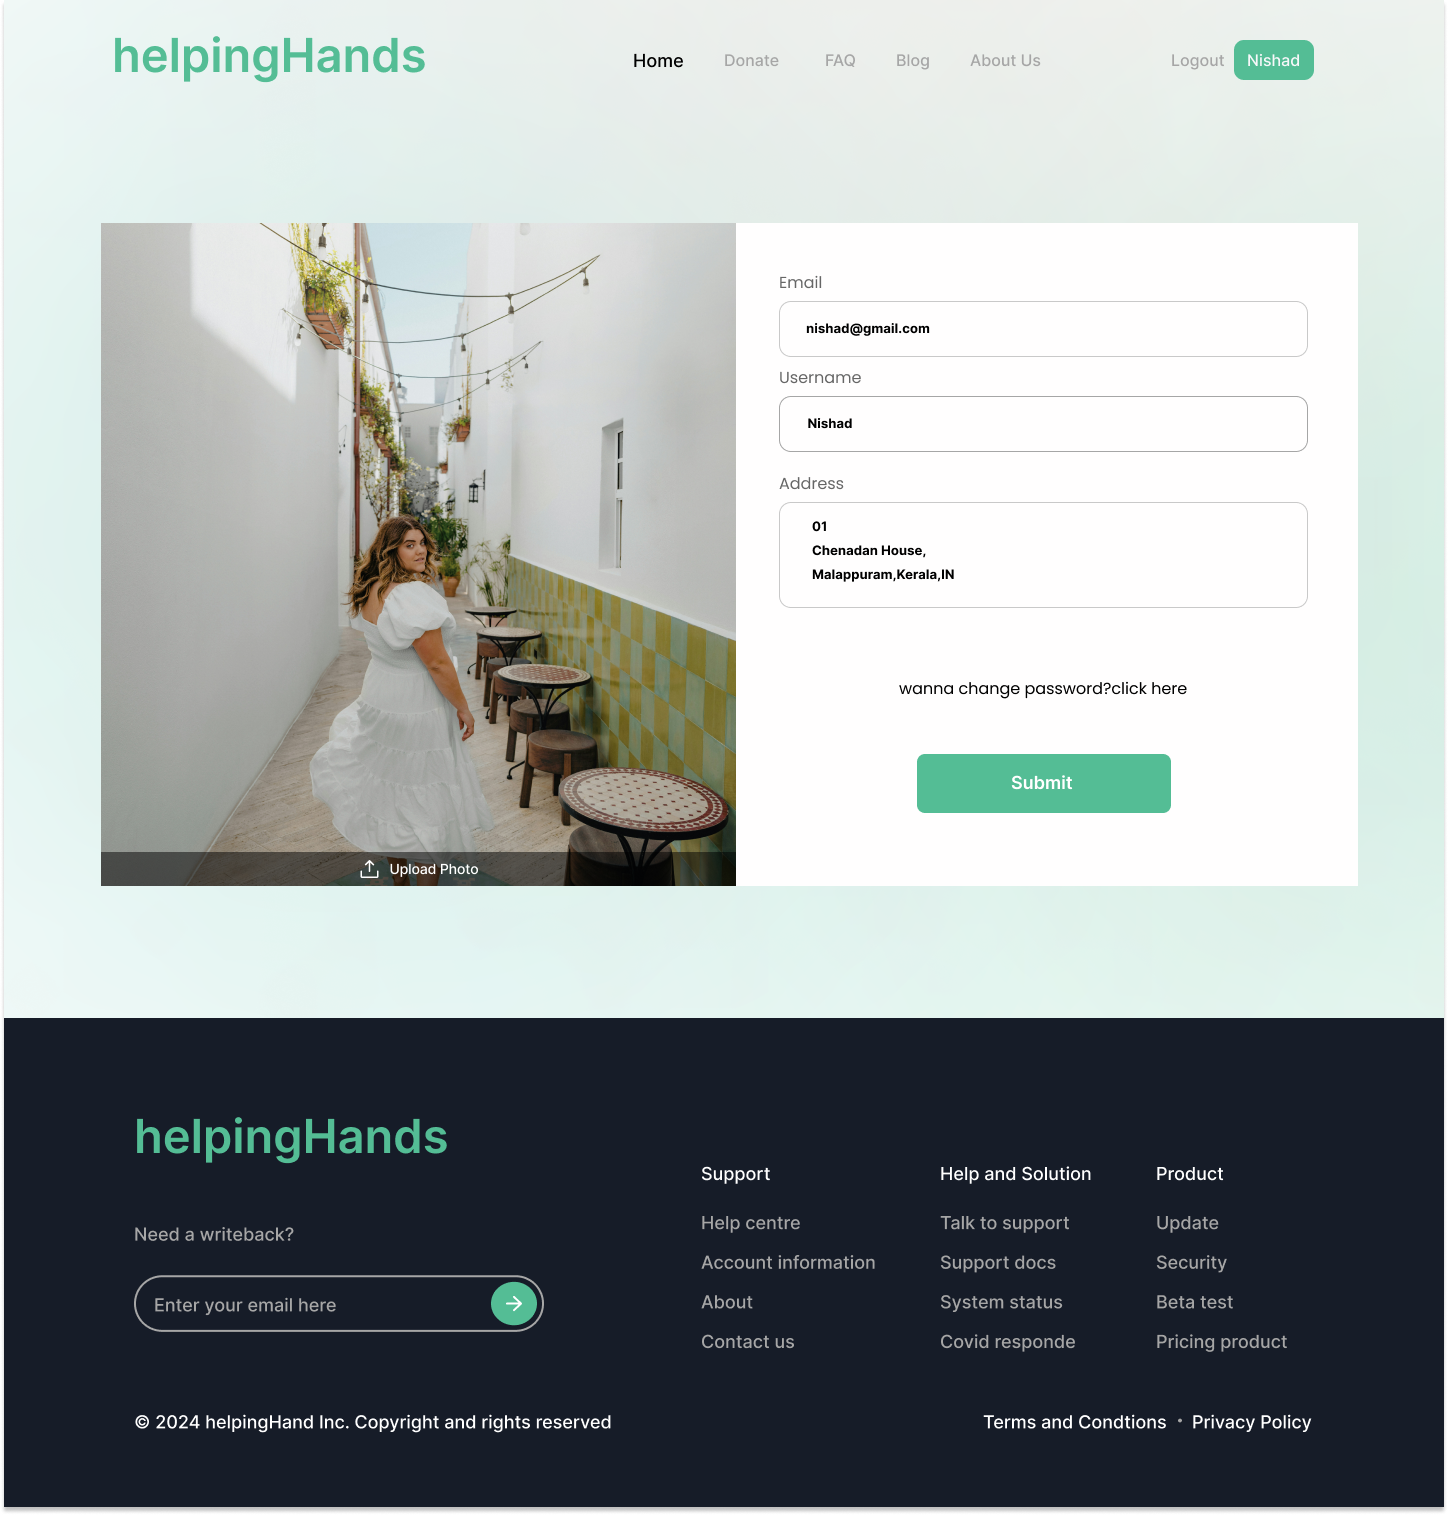 helpingHands
Home Donate FAQ Blog About Us Logout Nishad
Email
nishad@gmail.com
Username
Nishad
Address
01
Chenadan House,
Malappuram,Kerala,IN
wanna change password?click here
Submit
Upload Photo
helpingHands
Need a writeback?
Enter your email here
Support
Help centre
Account information
About
Contact us
Help and Solution
Talk to support
Support docs
System status
Covid responde
Product
Update
Security
Beta test
Pricing product
© 2024 helpingHand Inc. Copyright and rights reserved
Terms and Condtions • Privacy Policy